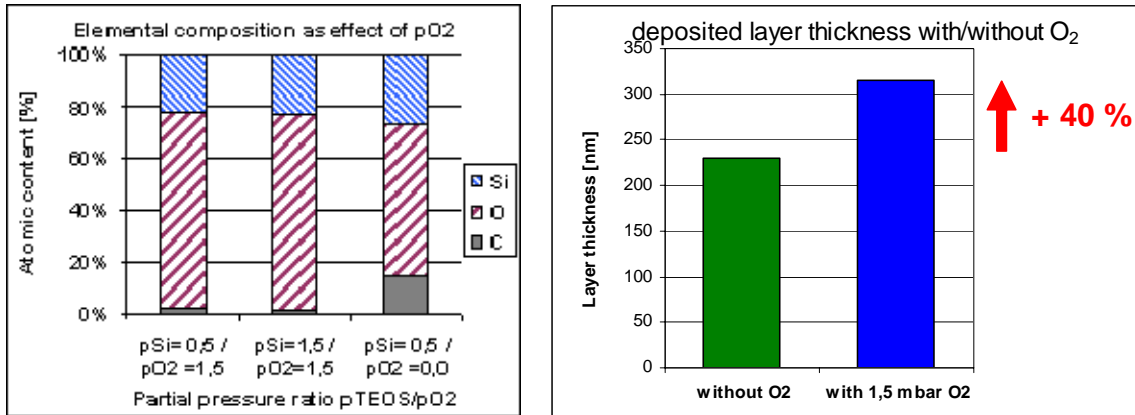 Elemental composition as effect of pO2
Atomic content [%]
100%
80%
60%
40%
20%
0%
Si
O
C
pSi= 0,5 / pSi=1,5 / pSi= 0,5 /
pO2 =1,5 pO2=1,5 pO2 =0,0
Partial pressure ratio pTEOS/pO2
deposited layer thickness with/without O₂
Layer thickness [nm]
350
300
250
200
150
100
50
0
without O2 with 1,5 mbar O2
+ 40 %